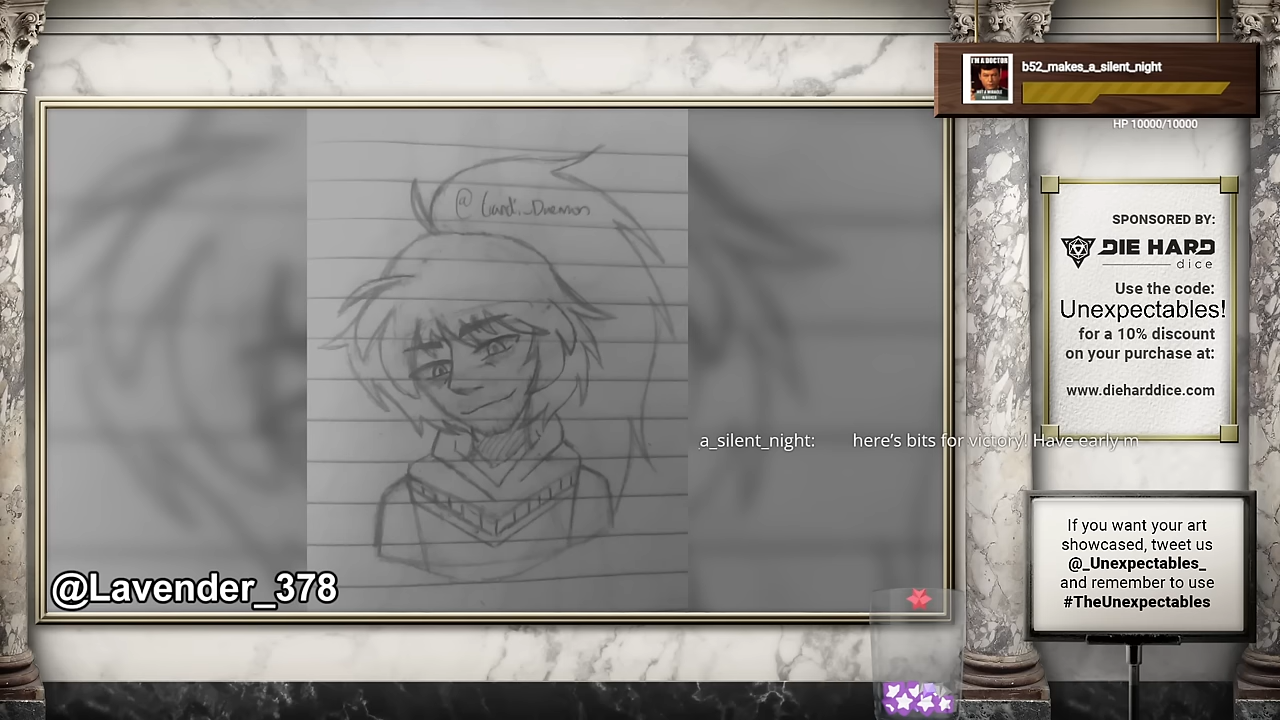 I'M A DOCTOR
b52_makes_a_silent_night
HP 10000/10000
SPONSORED BY:
DIE HARD
dice
Use the code:
Unexpectables!
for a 10% discount
on your purchase at:
www.dieharddice.com
a_silent_night: here's bits for victory! Have early m
If you want your art
showcased, tweet us
@_Unexpectables_
and remember to use
#TheUnexpectables
@Lavender_378